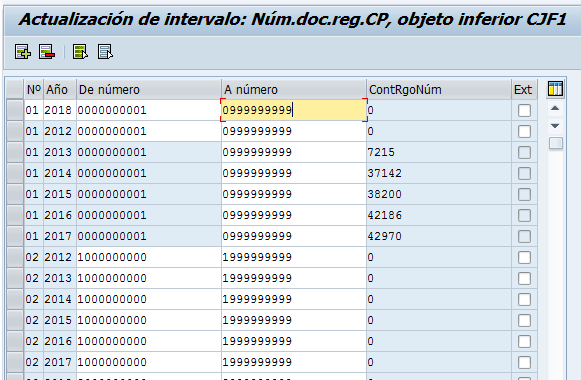 Actualización de intervalo: Núm.doc.reg.CP, objeto inferior CJF1
Nº Año De número A número ContRgoNúm Ext
01 2018 0000000001 0999999999 0
01 2012 0000000001 0999999999 0
01 2013 0000000001 0999999999 7215
01 2014 0000000001 0999999999 37142
01 2015 0000000001 0999999999 38200
01 2016 0000000001 0999999999 42186
01 2017 0000000001 0999999999 42970
02 2012 1000000000 1999999999 0
02 2013 1000000000 1999999999 0
02 2014 1000000000 1999999999 0
02 2015 1000000000 1999999999 0
02 2016 1000000000 1999999999 0
02 2017 1000000000 1999999999 0